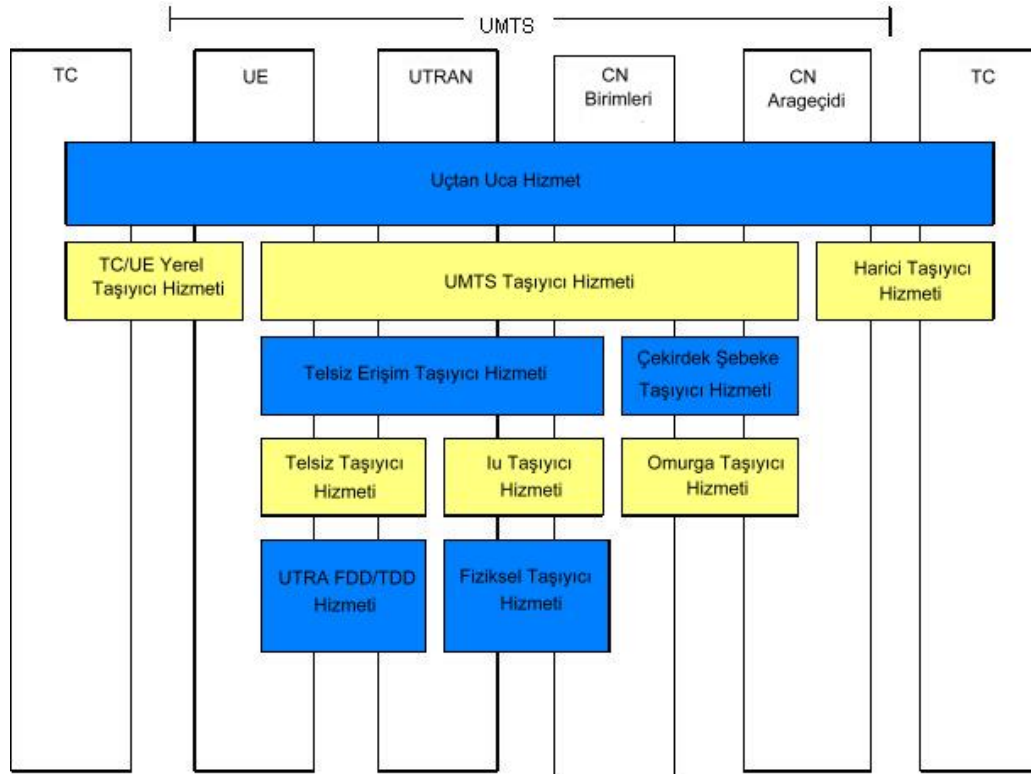 UMTS
TC
UE
UTRAN
CN
Birimleri
CN
Arageçidi
TC
Uçtan Uca Hizmet
TC/UE Yerel
Taşıyıcı Hizmeti
UMTS Taşıyıcı Hizmeti
Harici Taşıyıcı
Hizmeti
Telsiz Erişim Taşıyıcı Hizmeti
Çekirdek Şebeke
Taşıyıcı Hizmeti
Telsiz Taşıyıcı
Hizmeti
Iu Taşıyıcı
Hizmeti
Omurga Taşıyıcı
Hizmeti
UTRA FDD/TDD
Hizmeti
Fiziksel Taşıyıcı
Hizmeti